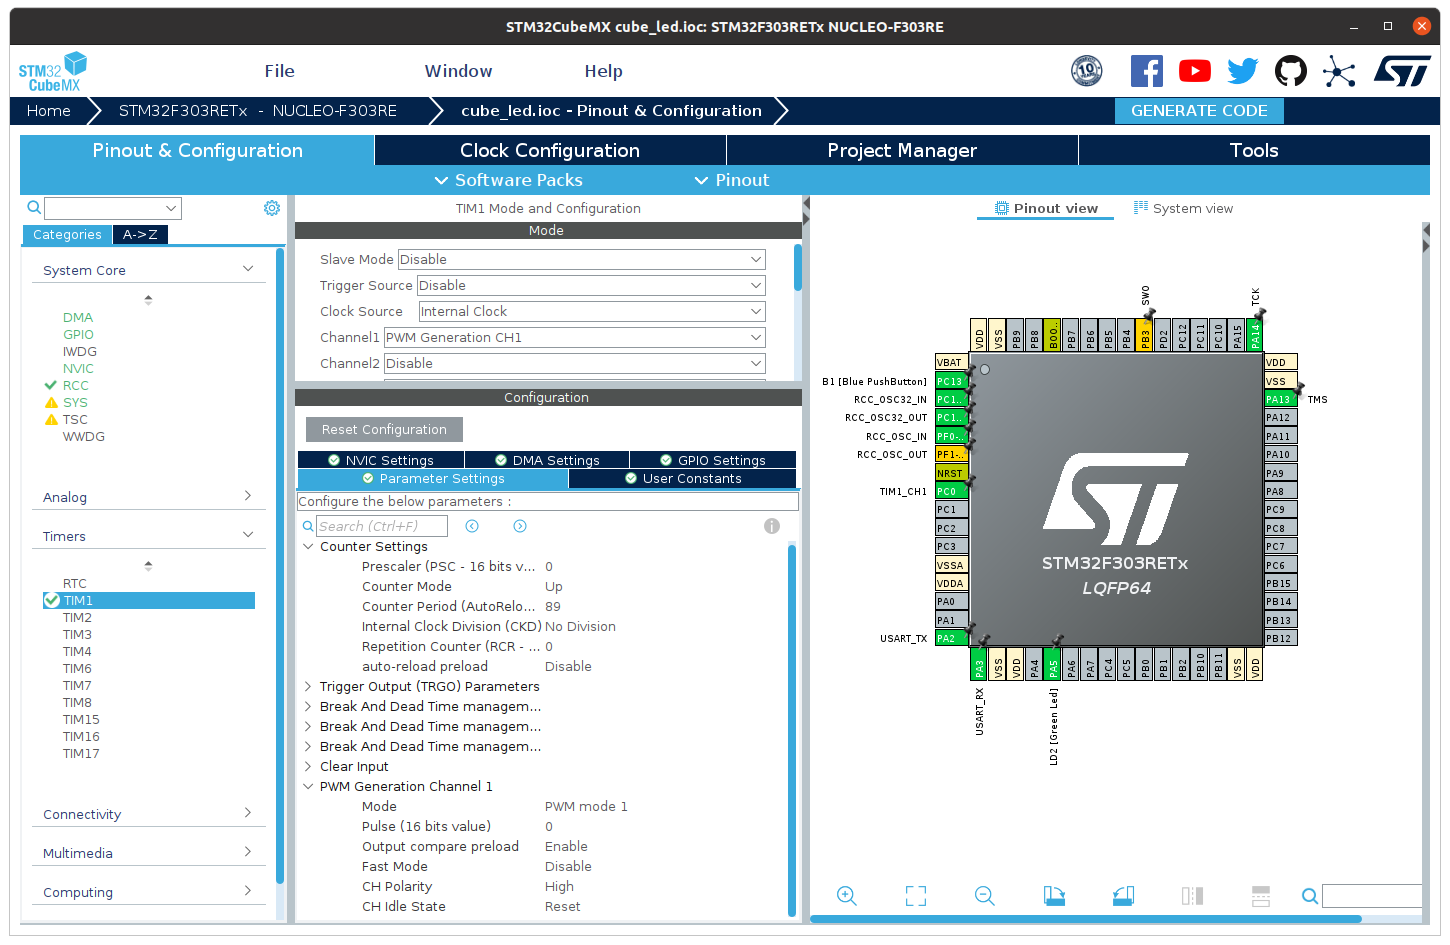 STM32CubeMX cube_led.ioc: STM32F303RETx NUCLEO-F303RE
STM32
CubeMX
File
Window
Help
10
Home
STM32F303RETx - NUCLEO-F303RE
cube_led.ioc - Pinout & Configuration
GENERATE CODE
Pinout & Configuration
Clock Configuration
Project Manager
Tools
Software Packs
Pinout
Categories
A->Z
System Core
DMA
GPIO
IWDG
NVIC
RCC
SYS
TSC
WWDG
Analog
Timers
RTC
TIM1
TIM2
TIM3
TIM4
TIM6
TIM7
TIM8
TIM15
TIM16
TIM17
Connectivity
Multimedia
Computing
TIM1 Mode and Configuration
Mode
Slave Mode Disable
Trigger Source Disable
Clock Source Internal Clock
Channel1 PWM Generation CH1
Channel2 Disable
Configuration
Reset Configuration
NVIC Settings
DMA Settings
GPIO Settings
Parameter Settings
User Constants
Configure the below parameters :
Search (Ctrl+F)
Counter Settings
Prescaler (PSC - 16 bits v... 0
Counter Mode Up
Counter Period (AutoRelo... 89
Internal Clock Division (CKD) No Division
Repetition Counter (RCR - ... 0
auto-reload preload Disable
Trigger Output (TRGO) Parameters
Break And Dead Time managem...
Break And Dead Time managem...
Break And Dead Time managem...
Clear Input
PWM Generation Channel 1
Mode PWM mode 1
Pulse (16 bits value) 0
Output compare preload Enable
Fast Mode Disable
CH Polarity High
CH Idle State Reset
Pinout view
System view
SWO
TCK
VDD
VSS
PB9
PB8
BOO..
PB7
PB6
PB5
PB4
PB3
PD2
PC12
PC11
PC10
PA15
PA14
VBAT
B1 [Blue PushButton] PC13
RCC_OSC32_IN PC1..
RCC_OSC32_OUT PC1..
RCC_OSC_IN PF0-..
RCC_OSC_OUT PF1-..
NRST
TIM1_CH1 PC0
PC1
PC2
PC3
VSSA
VDDA
PA0
PA1
USART_TX PA2
VDD
VSS
PA13 TMS
PA12
PA11
PA10
PA9
PA8
PC9
PC8
PC7
PC6
PB15
PB14
PB13
PB12
ST
STM32F303RETx
LQFP64
PA3
VSS
VDD
PA4
PA5
PA6
PA7
PC4
PC5
PB0
PB1
PB2
PB10
PB11
VSS
VDD
USART_RX
LD2 [Green Led]